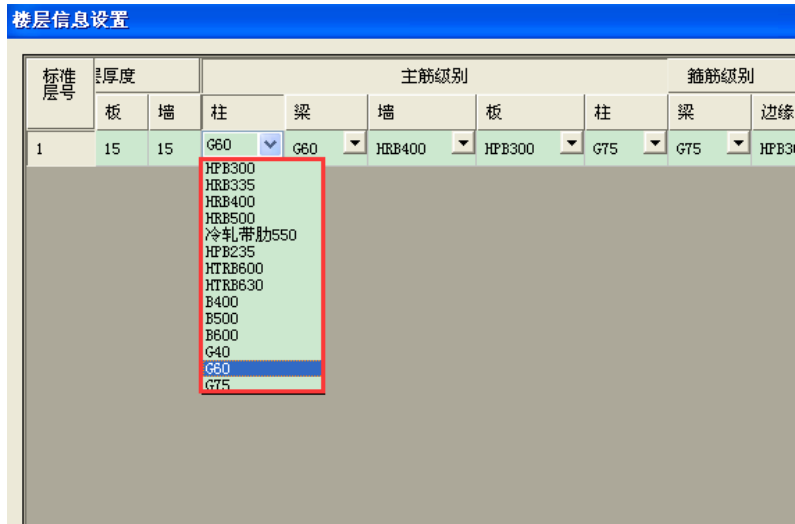 楼层信息设置
标准层号 层厚度 主筋级别 箍筋级别
板 墙 柱 梁 墙 板 柱 梁 边缘
1 15 15 G60 G60 HRB400 HPB300 G75 G75 HPB3
HPB300
HRB335
HRB400
HRB500
冷轧带肋550
HPB235
HTRB600
HTRB630
B400
B500
B600
G40
G60
G75